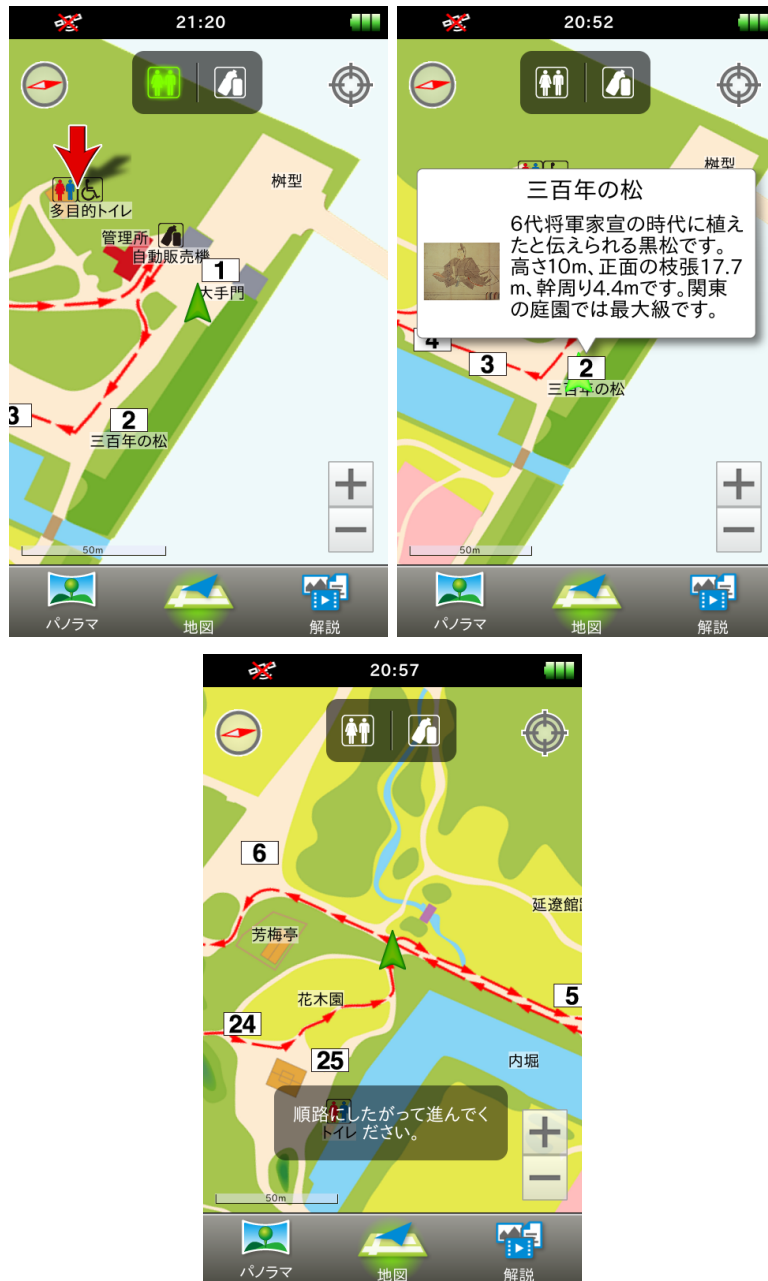 21:20
桝型
多目的トイレ
管理所
自動販売機
1
大手門
3
2
三百年の松
50m
パノラマ
地図
解説
20:52
桝型
三百年の松
6代将軍家宣の時代に植え
たと伝えられる黒松です。
高さ10m、正面の枝張17.7
m、幹周り4.4mです。関東
の庭園では最大級です。
4
3
2
三百年の松
50m
パノラマ
地図
解説
20:57
6
延遼館
芳梅亭
花木園
5
24
25
内堀
順路にしたがって進んでく
ださい。
トイレ
50m
パノラマ
地図
解説